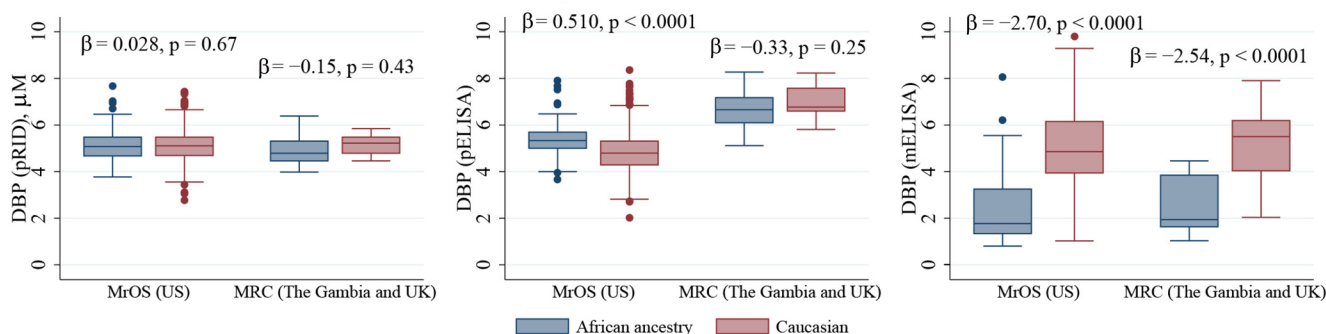 β = 0.028, p = 0.67
β = −0.15, p = 0.43
DBP (pRID), μM
10
8
6
4
2
0
MrOS (US)
MRC (The Gambia and UK)
β = 0.510, p < 0.0001
β = −0.33, p = 0.25
DBP (pELISA)
10
8
6
4
2
0
MrOS (US)
MRC (The Gambia and UK)
β = −2.70, p < 0.0001
β = −2.54, p < 0.0001
DBP (mELISA)
10
8
6
4
2
0
MrOS (US)
MRC (The Gambia and UK)
African ancestry
Caucasian